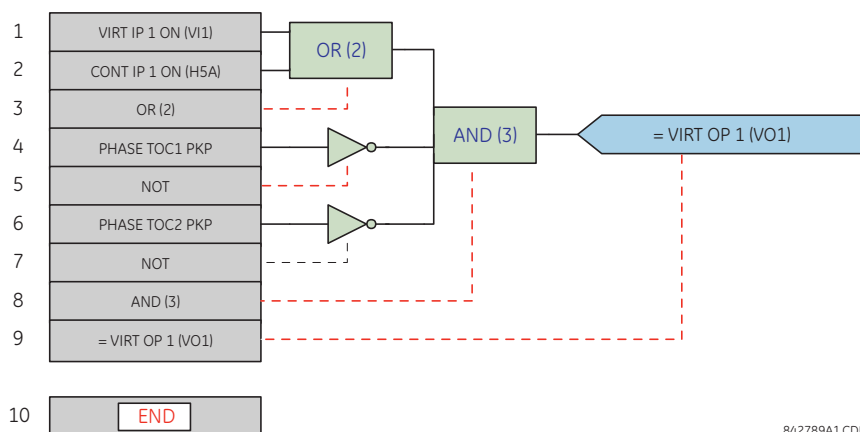 1 VIRT IP 1 ON (VI1)
OR (2)
2 CONT IP 1 ON (H5A)
3 OR (2)
4 PHASE TOC1 PKP
AND (3)
= VIRT OP 1 (VO1)
5 NOT
6 PHASE TOC2 PKP
7 NOT
8 AND (3)
9 = VIRT OP 1 (VO1)
10 END